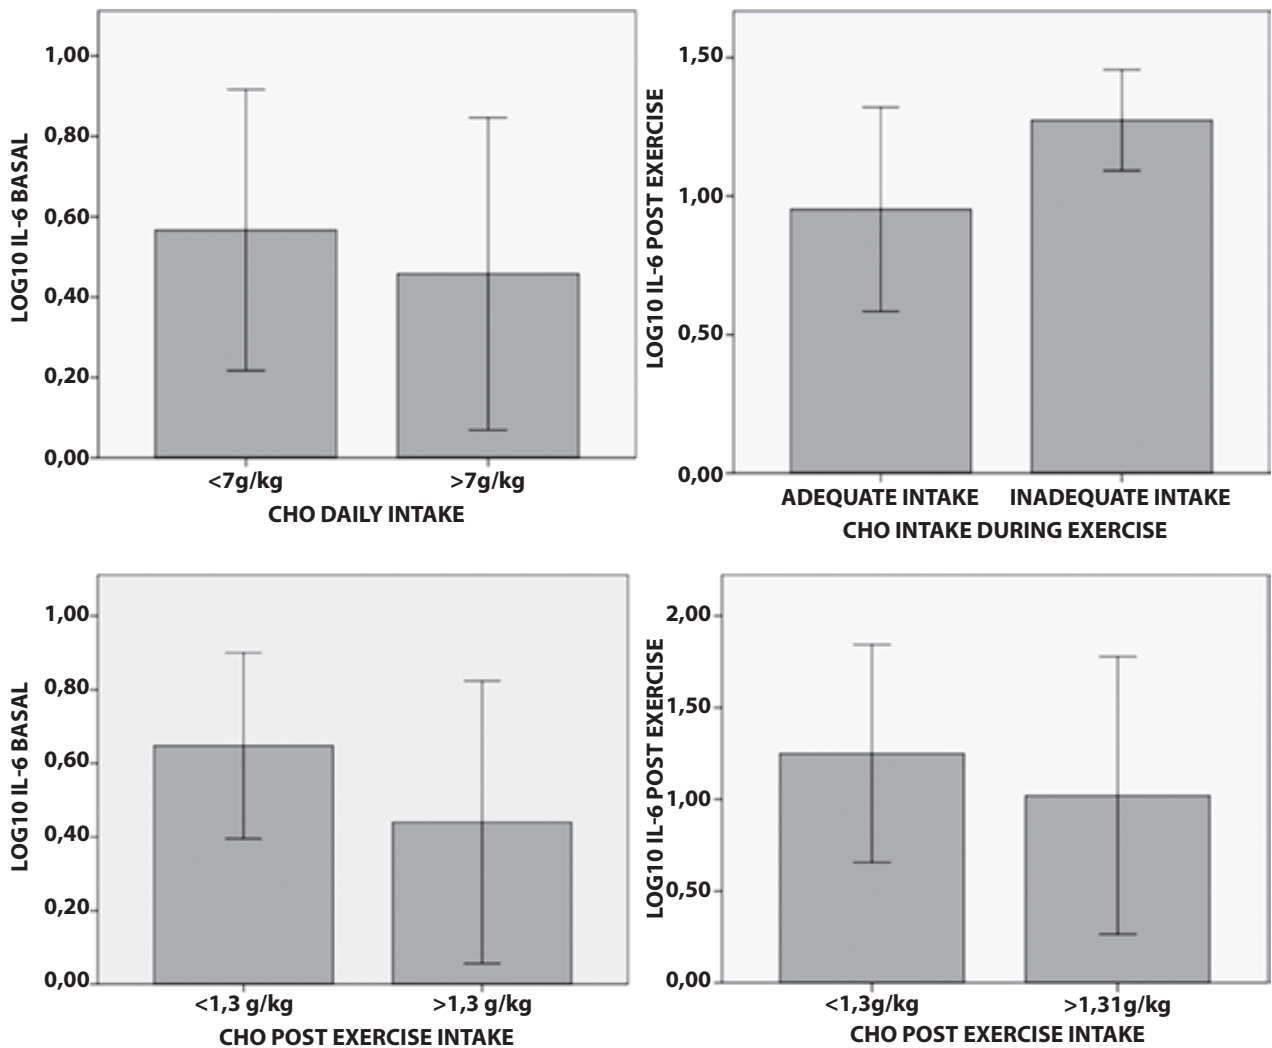 LOG10 IL-6 BASAL
1,00
0,80
0,60
0,40
0,20
0,00
<7g/kg >7g/kg
CHO DAILY INTAKE
LOG10 IL-6 POST EXERCISE
1,50
1,00
0,50
0,00
ADEQUATE INTAKE INADEQUATE INTAKE
CHO INTAKE DURING EXERCISE
LOG10 IL-6 BASAL
1,00
0,80
0,60
0,40
0,20
0,00
<1,3 g/kg >1,3 g/kg
CHO POST EXERCISE INTAKE
LOG10 IL-6 POST EXERCISE
2,00
1,50
1,00
0,50
0,00
<1,3g/kg >1,31g/kg
CHO POST EXERCISE INTAKE